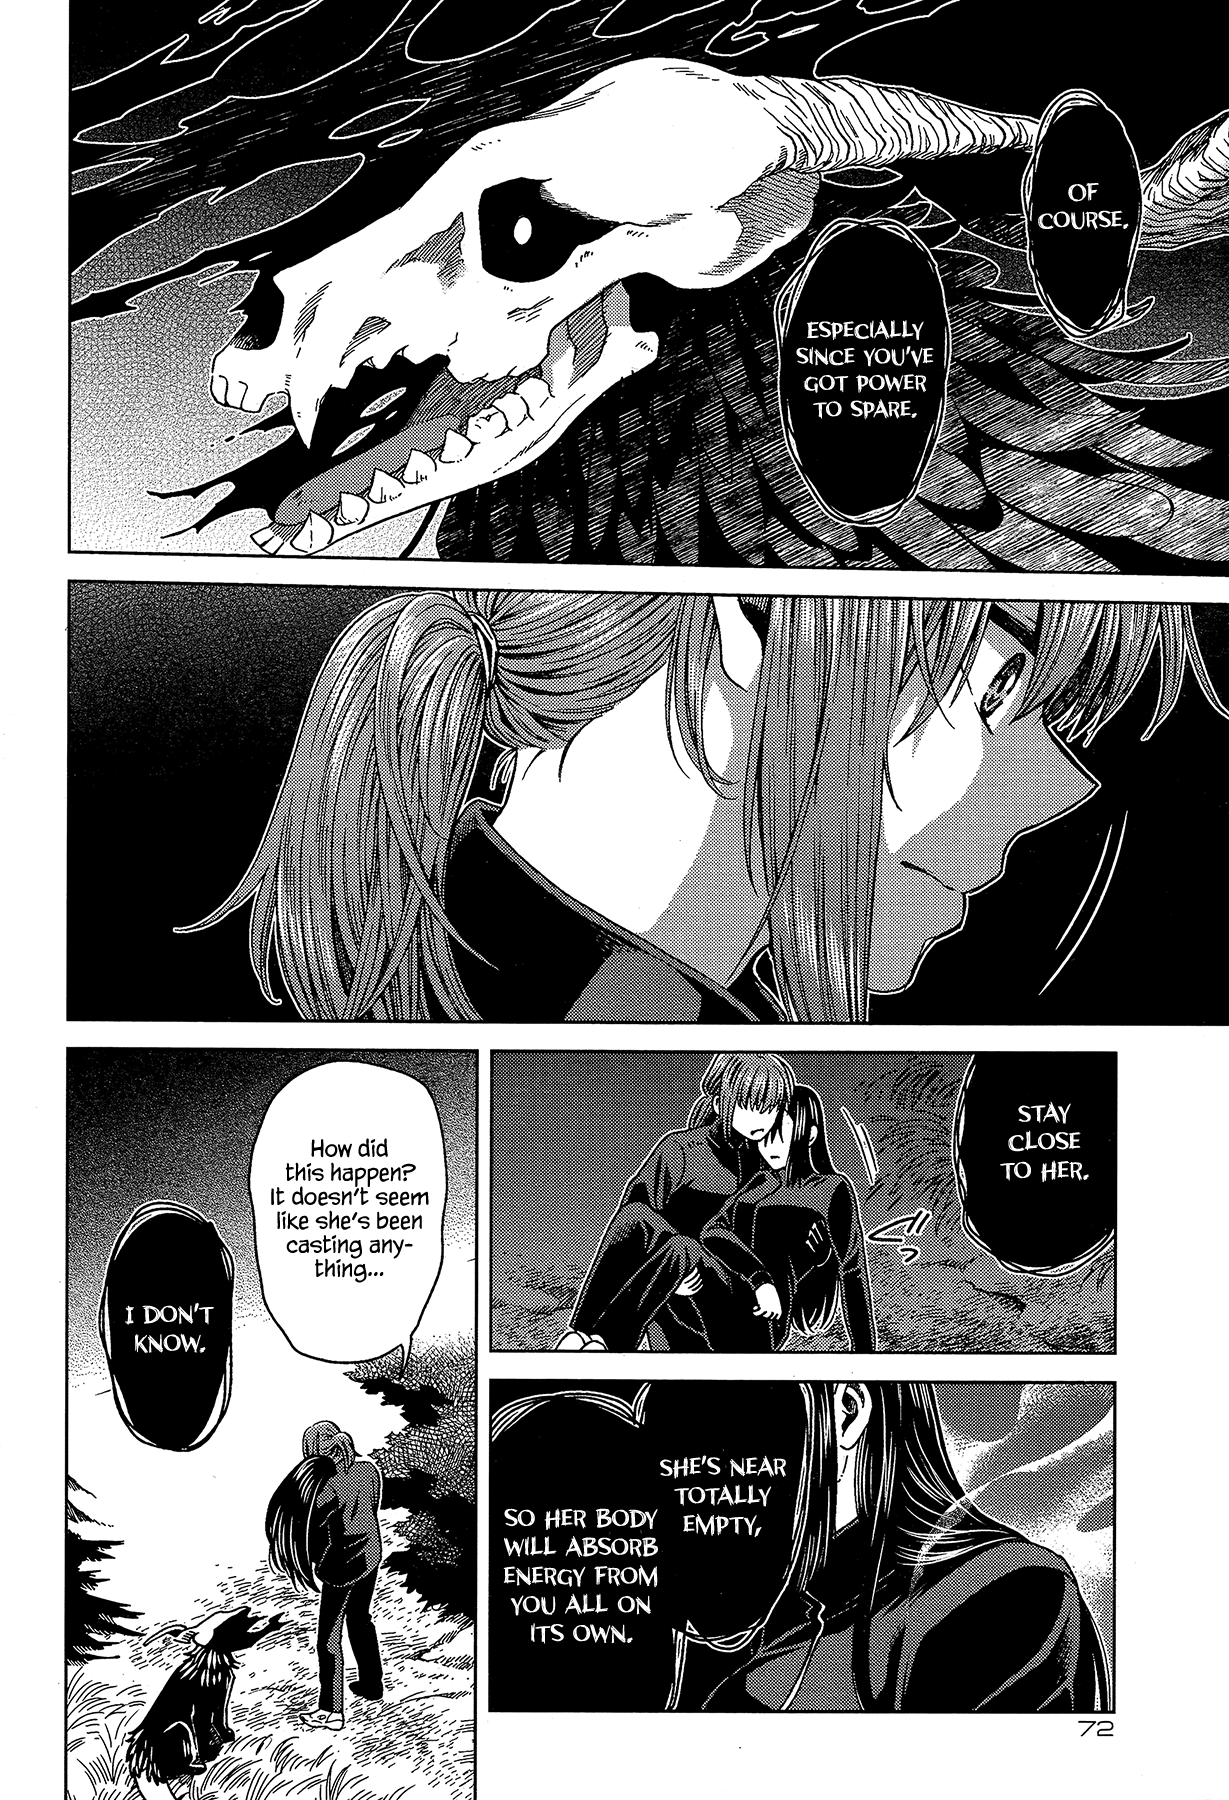 OF
COURSE.
ESPECIALLY
SINCE YOU'VE
GOT POWER
TO SPARE.
STAY
CLOSE
TO HER.
SHE'S NEAR
TOTALLY
EMPTY,
SO HER BODY
WILL ABSORB
ENERGY FROM
YOU ALL ON
ITS OWN.
How did
this happen?
It doesn't seem
like she's been
casting any-
thing...
I DON'T
KNOW.
72